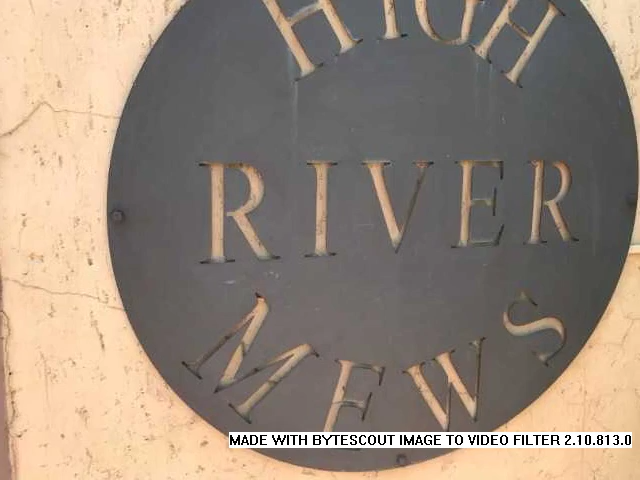 HIGH
RIVER
MEWS
MADE WITH BYTESCOUT IMAGE TO VIDEO FILTER 2.10.813.0